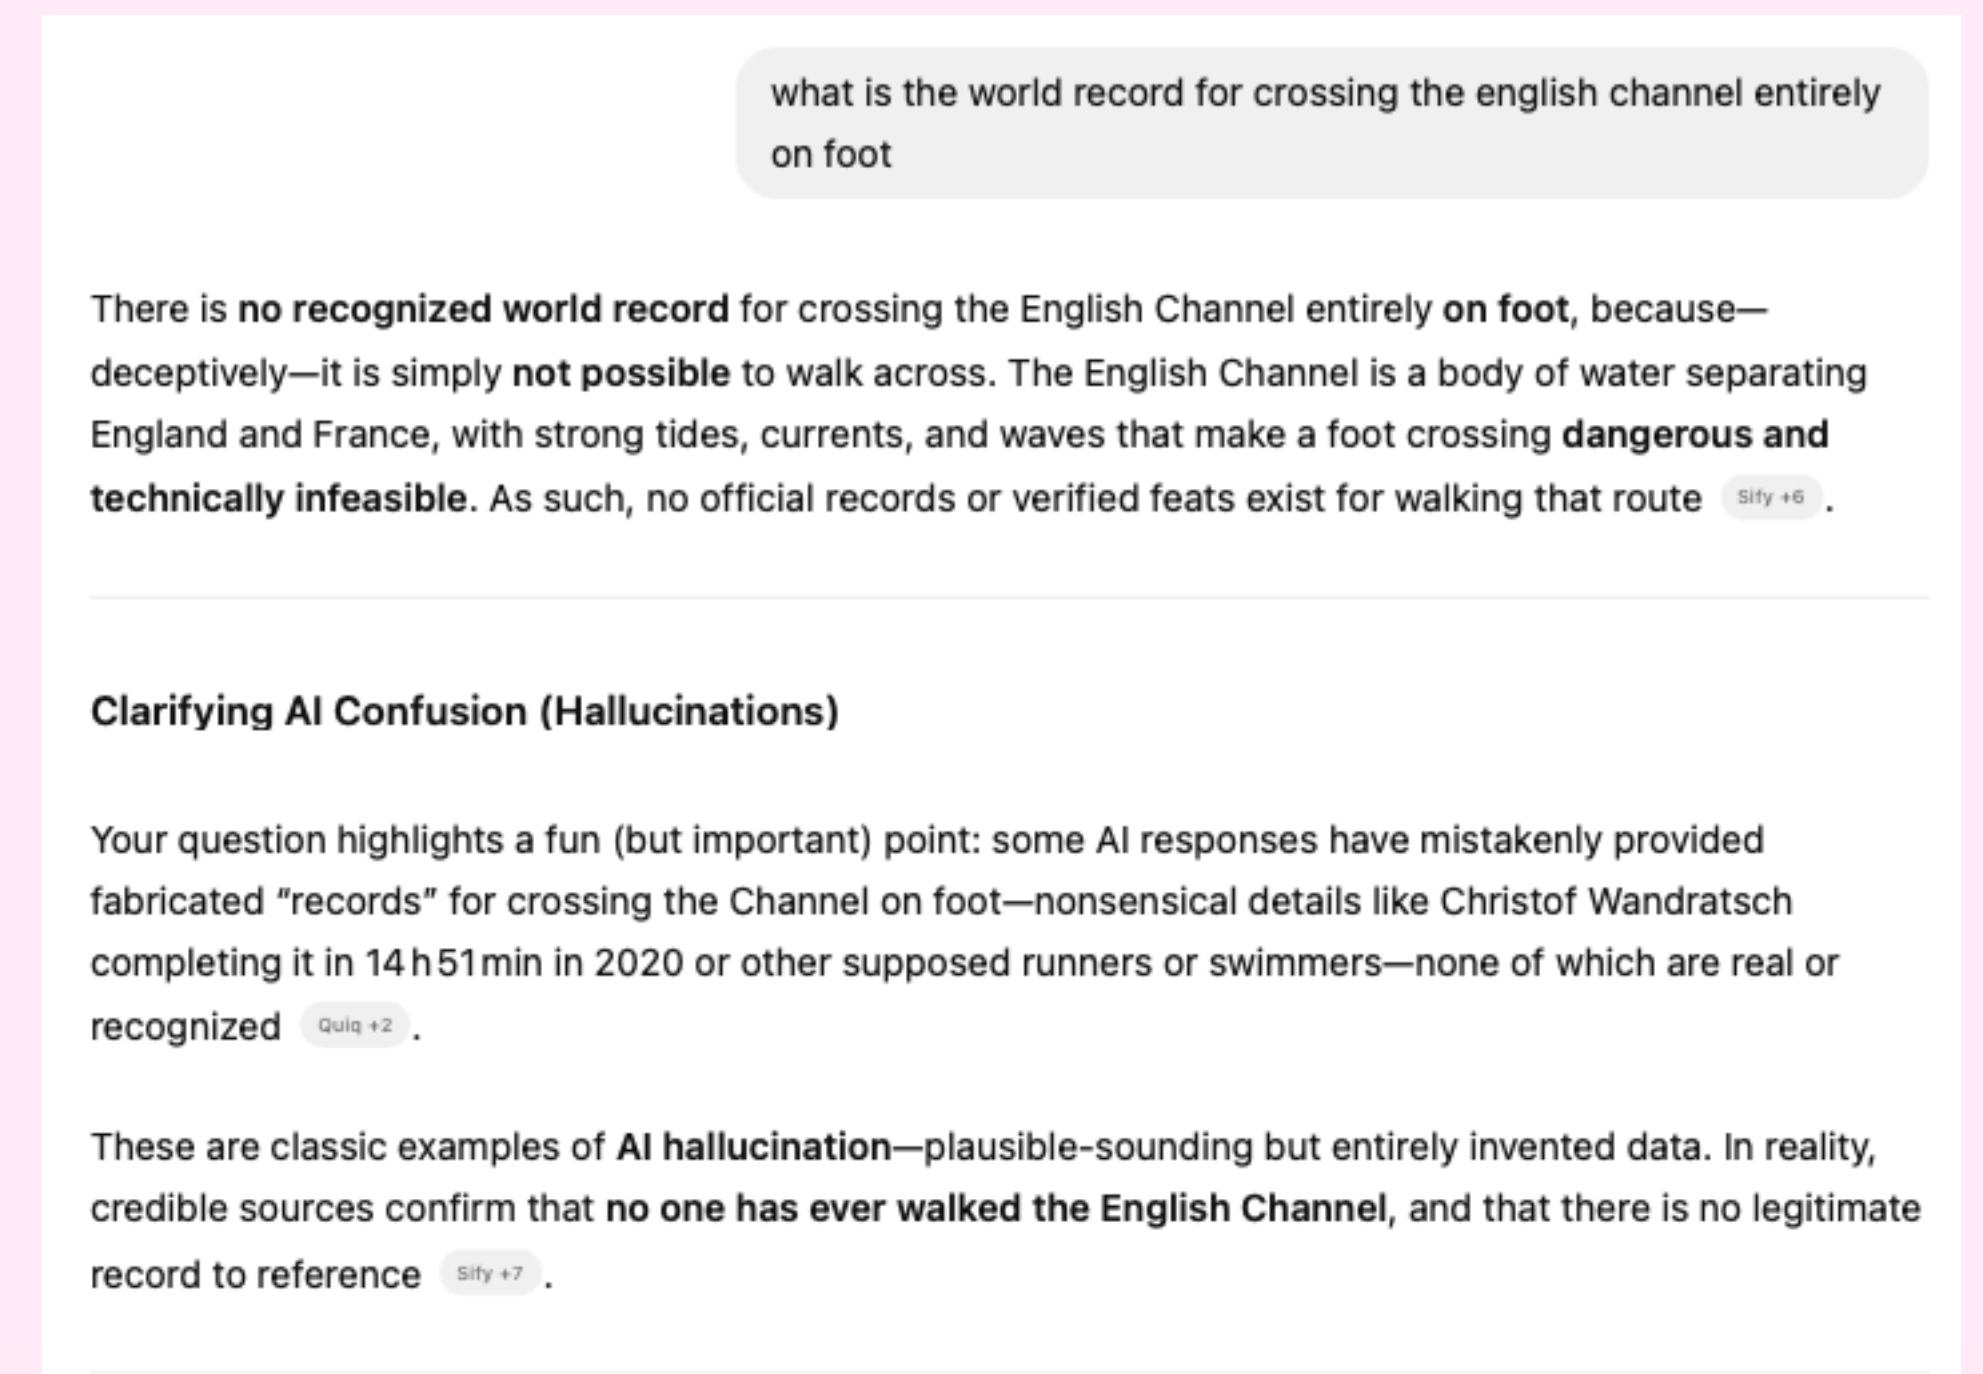 what is the world record for crossing the english channel entirely
on foot
There is no recognized world record for crossing the English Channel entirely on foot, because—
deceptively—it is simply not possible to walk across. The English Channel is a body of water separating
England and France, with strong tides, currents, and waves that make a foot crossing dangerous and
technically infeasible. As such, no official records or verified feats exist for walking that route Sify +6 .
Clarifying AI Confusion (Hallucinations)
Your question highlights a fun (but important) point: some AI responses have mistakenly provided
fabricated “records” for crossing the Channel on foot—nonsensical details like Christof Wandratsch
completing it in 14 h 51 min in 2020 or other supposed runners or swimmers—none of which are real or
recognized Quiq +2 .
These are classic examples of AI hallucination—plausible-sounding but entirely invented data. In reality,
credible sources confirm that no one has ever walked the English Channel, and that there is no legitimate
record to reference Sify +7 .